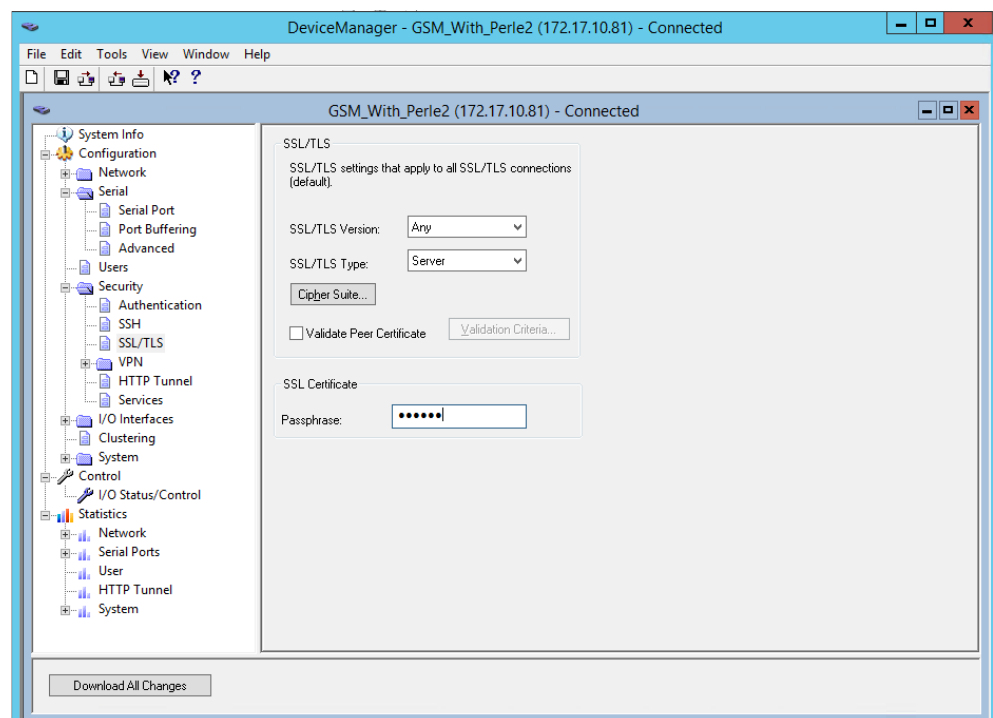 DeviceManager - GSM_With_Perle2 (172.17.10.81) - Connected
File Edit Tools View Window Help
GSM_With_Perle2 (172.17.10.81) - Connected
System Info
Configuration
Network
Serial
Serial Port
Port Buffering
Advanced
Users
Security
Authentication
SSH
SSL/TLS
VPN
HTTP Tunnel
Services
I/O Interfaces
Clustering
System
Control
I/O Status/Control
Statistics
Network
Serial Ports
User
HTTP Tunnel
System
SSL/TLS
SSL/TLS settings that apply to all SSL/TLS connections
(default).
SSL/TLS Version: Any
SSL/TLS Type: Server
Cipher Suite...
Validate Peer Certificate Validation Criteria...
SSL Certificate
Passphrase: ••••••
Download All Changes